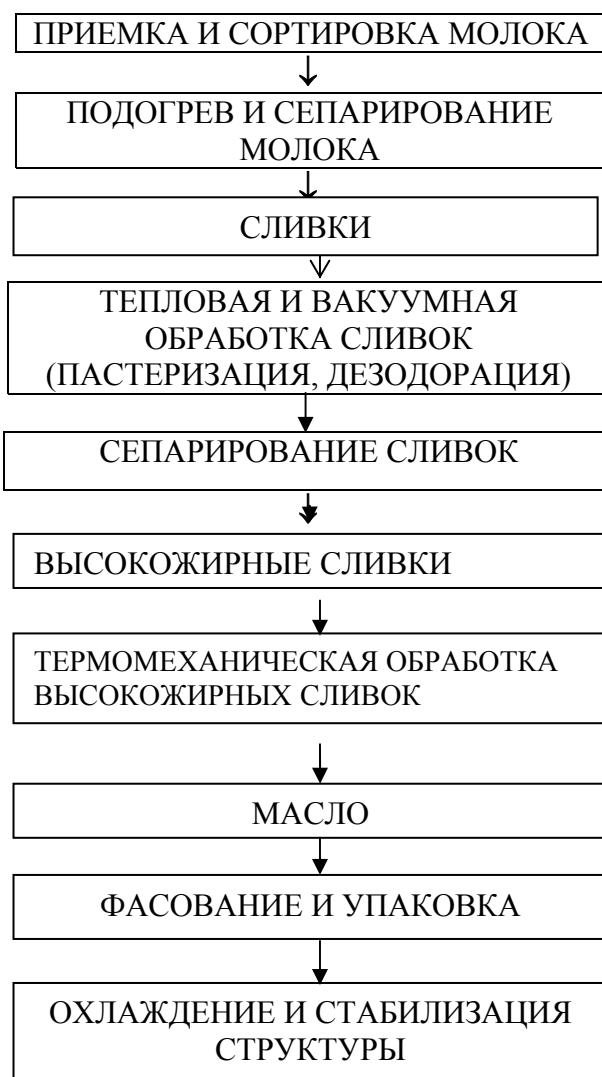 ПРИЕМКА И СОРТИРОВКА МОЛОКА
ПОДОГРЕВ И СЕПАРИРОВАНИЕ
МОЛОКА
СЛИВКИ
ТЕПЛОВАЯ И ВАКУУМНАЯ
ОБРАБОТКА СЛИВОК
(ПАСТЕРИЗАЦИЯ, ДЕЗОДОРАЦИЯ)
СЕПАРИРОВАНИЕ СЛИВОК
ВЫСОКОЖИРНЫЕ СЛИВКИ
ТЕРМОМЕХАНИЧЕСКАЯ ОБРАБОТКА
ВЫСОКОЖИРНЫХ СЛИВОК
МАСЛО
ФАСОВАНИЕ И УПАКОВКА
ОХЛАЖДЕНИЕ И СТАБИЛИЗАЦИЯ
СТРУКТУРЫ